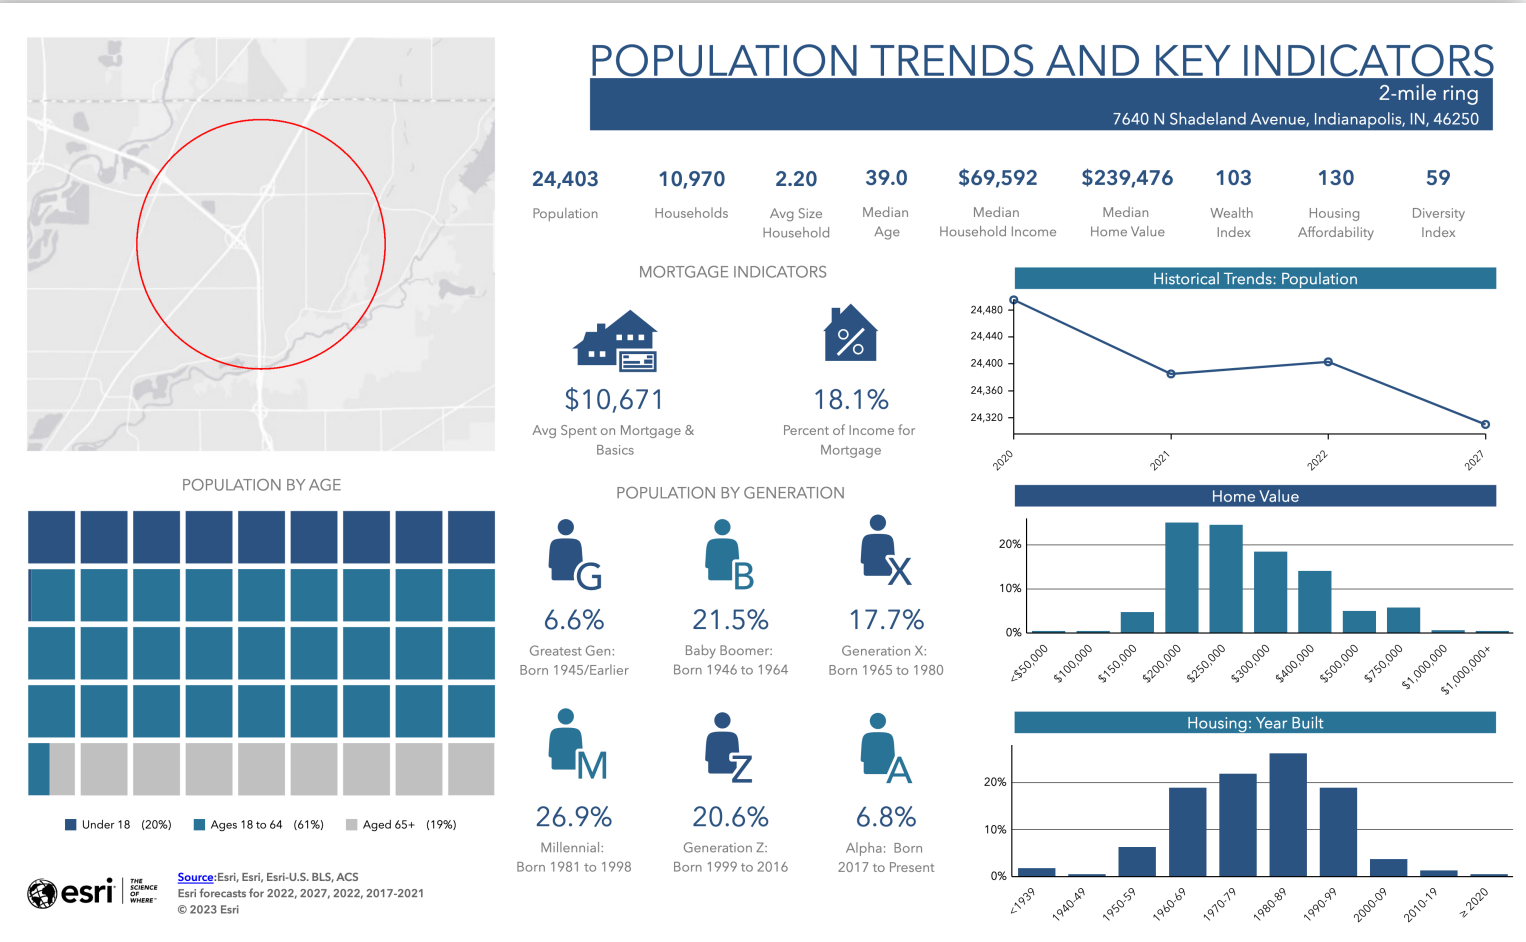 POPULATION TRENDS AND KEY INDICATORS
2-mile ring
7640 N Shadeland Avenue, Indianapolis, IN, 46250
24,403
Population
10,970
Households
2.20
Avg Size
Household
39.0
Median
Age
$69,592
Median
Household Income
$239,476
Median
Home Value
103
Wealth
Index
130
Housing
Affordability
59
Diversity
Index
MORTGAGE INDICATORS
$10,671
Avg Spent on Mortgage &
Basics
%
18.1%
Percent of Income for
Mortgage
Historical Trends: Population
24,480
24,440
24,400
24,360
24,320
2020
2021
2022
2027
POPULATION BY AGE
Under 18 (20%)
Ages 18 to 64 (61%)
Aged 65+ (19%)
POPULATION BY GENERATION
G
6.6%
Greatest Gen:
Born 1945/Earlier
B
21.5%
Baby Boomer:
Born 1946 to 1964
X
17.7%
Generation X:
Born 1965 to 1980
M
26.9%
Millennial:
Born 1981 to 1998
Z
20.6%
Generation Z:
Born 1999 to 2016
A
6.8%
Alpha: Born
2017 to Present
Home Value
20%
10%
0%
<$50,000
$100,000
$150,000
$200,000
$250,000
$300,000
$400,000
$500,000
$750,000
$1,000,000
$1,000,000+
Housing: Year Built
20%
10%
0%
<1939
1940-49
1950-59
1960-69
1970-79
1980-89
1990-99
2000-09
2010-19
≥ 2020
esri
THE
SCIENCE
OF
WHERE™
Source:Esri, Esri, Esri-U.S. BLS, ACS
Esri forecasts for 2022, 2027, 2022, 2017-2021
© 2023 Esri